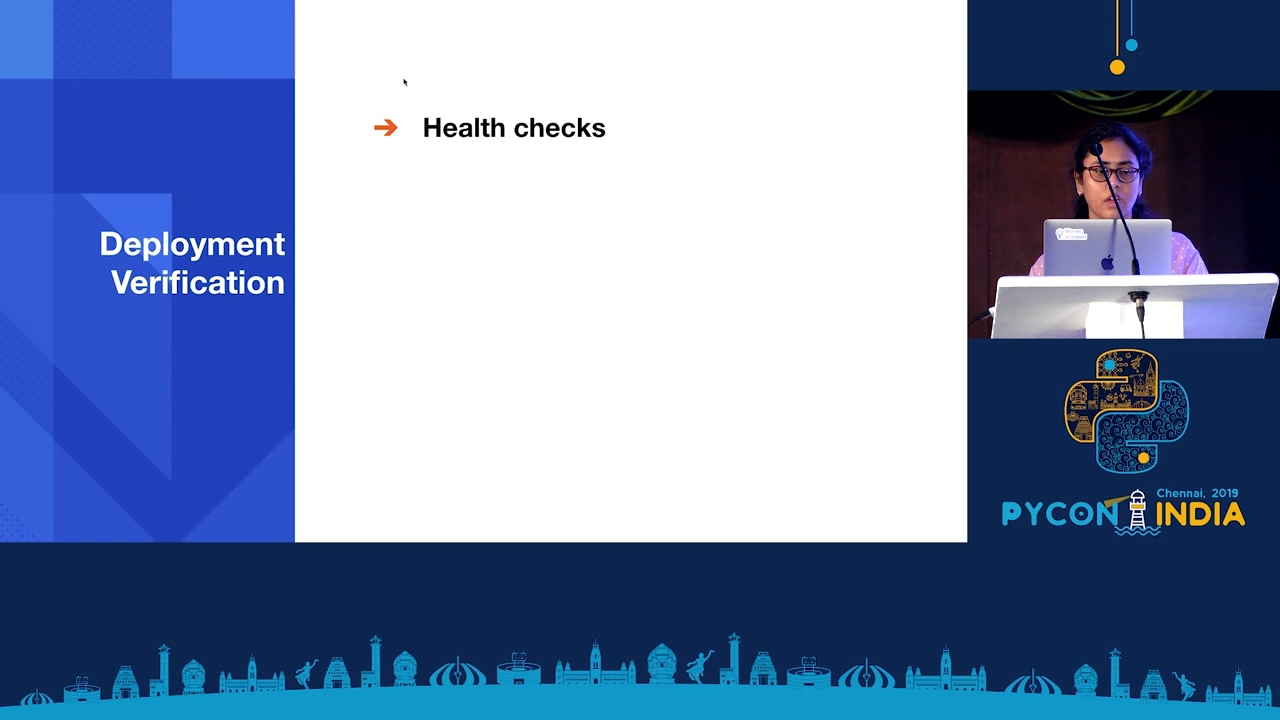 Deployment
Verification
➔ Health checks
Chennai, 2019
PYCON INDIA